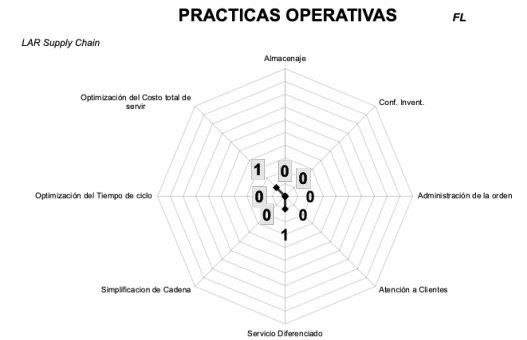 PRACTICAS OPERATIVAS
FL
LAR Supply Chain
Almacenaje
Optimización del Costo total de
servir
Conf. Invent.
1
0
0
Optimización del Tiempo de ciclo
0
0
Administración de la orden
0
0
1
Simplificacion de Cadena
Atención a Clientes
Servicio Diferenciado